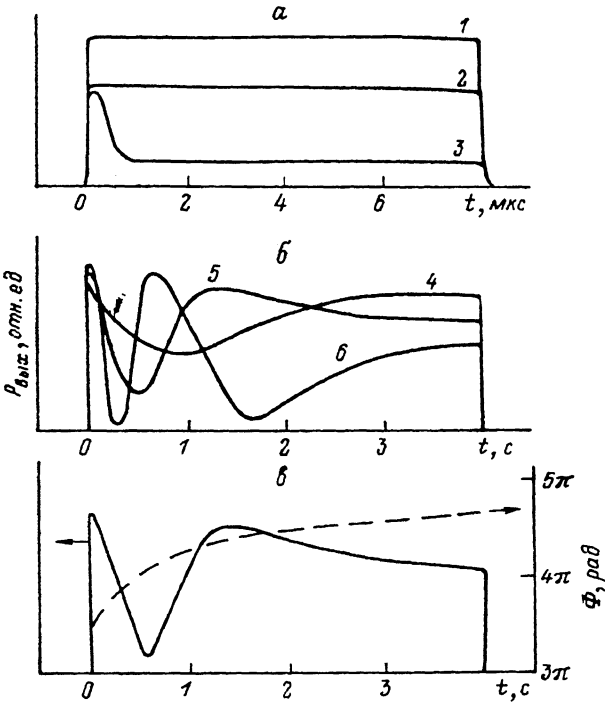 а
1
2
3
0 2 4 6 t, мкс
Pвых, отн. ед
б
5 4
6
0 1 2 3 t, с
в
5π
4π
3π
Φ, рад
0 1 2 3 t, с